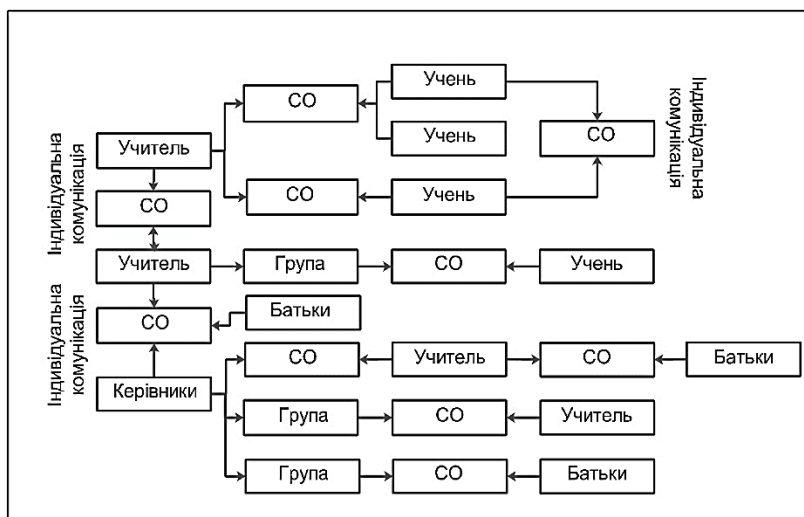 Учень
СО
Індивідуальна
комунікація
Учень
СО
Індивідуальна
комунікація
Учитель
СО
Учень
СО
Учитель
Група
СО
Учень
Індивідуальна
комунікація
Батьки
СО
СО
Учитель
СО
Батьки
Керівники
Група
СО
Учитель
Група
СО
Батьки